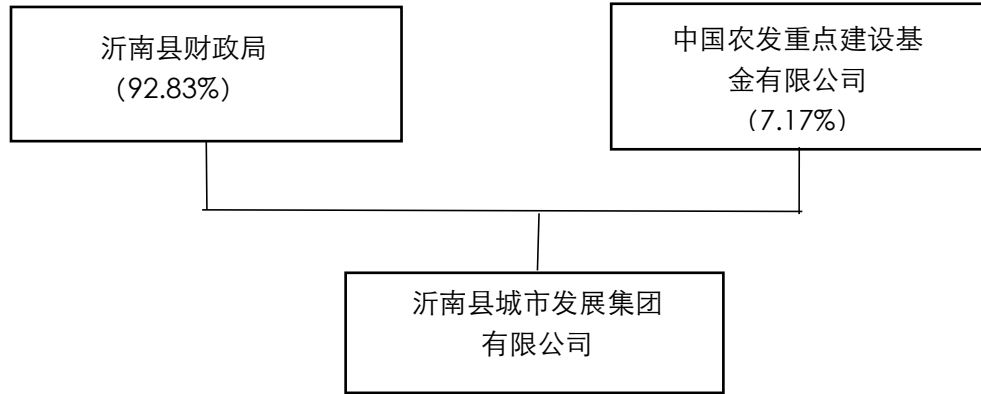 沂南县财政局
(92.83%)
中国农发重点建设基
金有限公司
(7.17%)
沂南县城市发展集团
有限公司